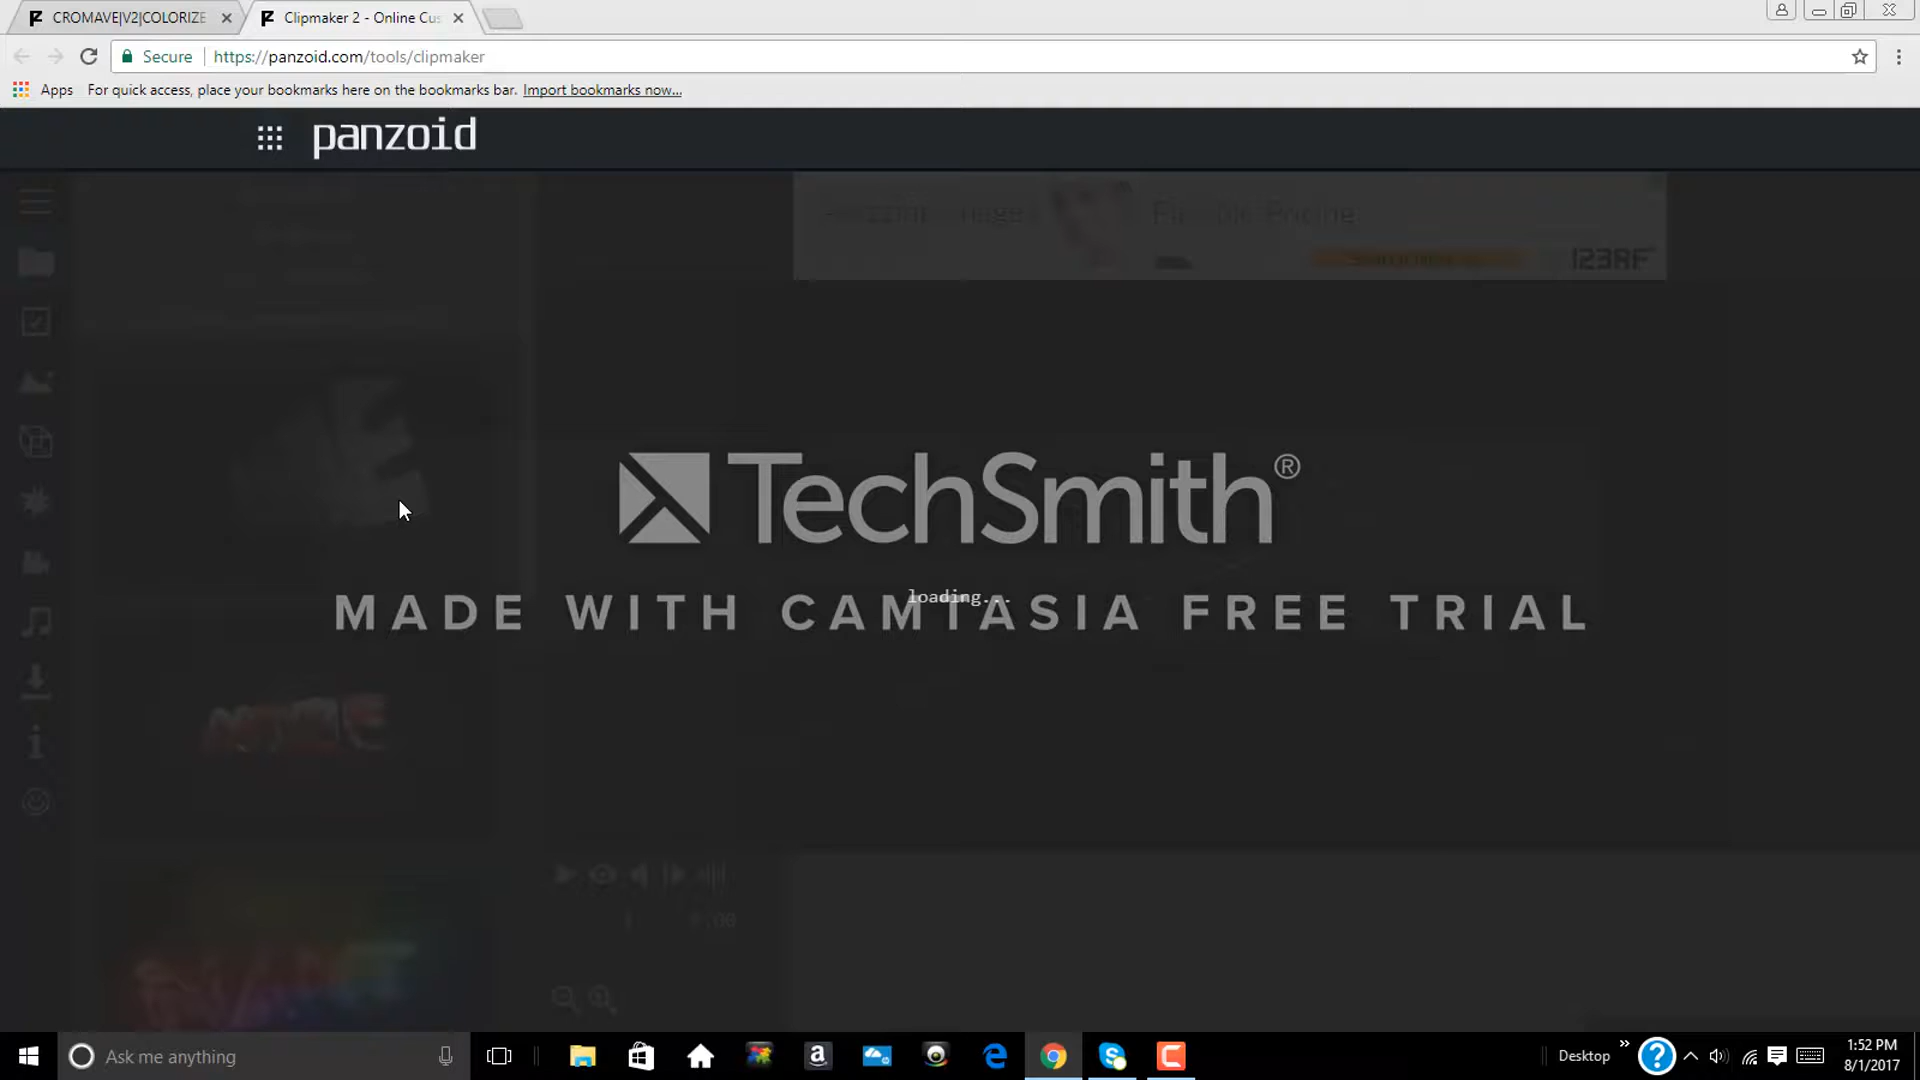 CROMAVE|V2|COLORIZE
Clipmaker 2 - Online Cus
Secure
https://panzoid.com/tools/clipmaker
Apps
For quick access, place your bookmarks here on the bookmarks bar. Import bookmarks now...
panzoid
Flexible Pricing
123RF
TechSmith®
loading...
MADE WITH CAMTASIA FREE TRIAL
Ask me anything
Desktop
1:52 PM
8/1/2017